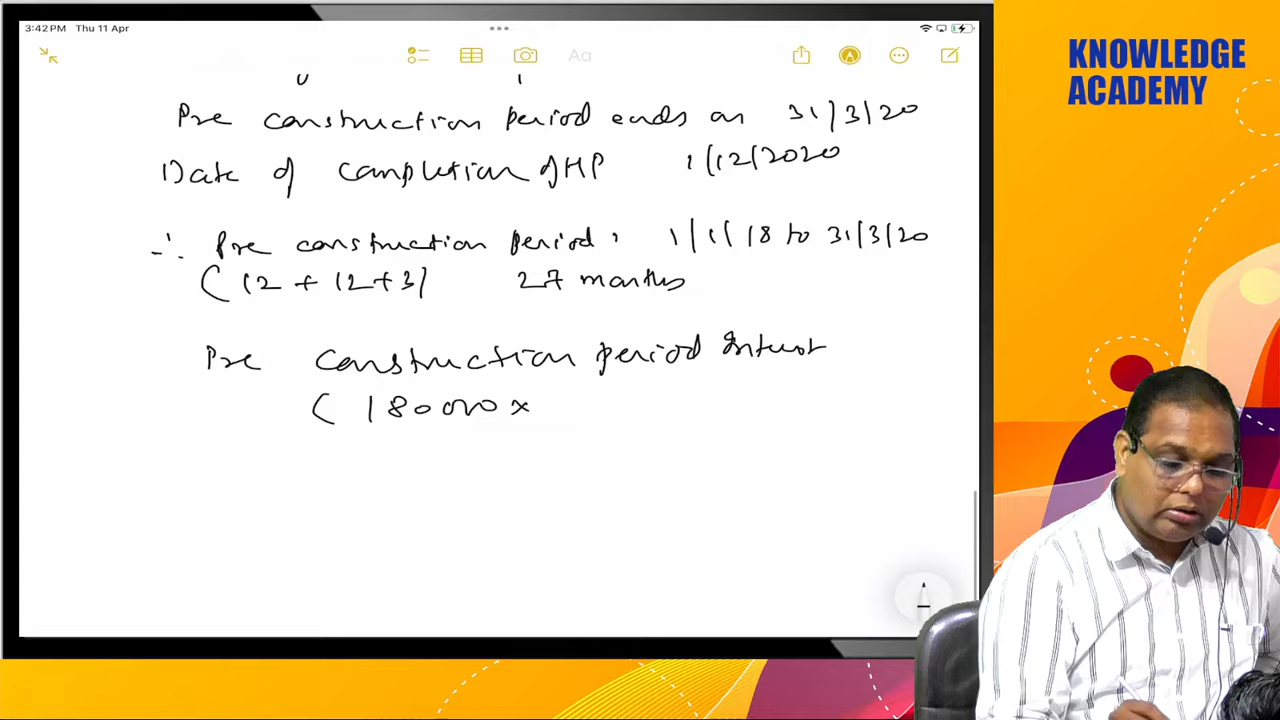 3:42 PM Thu 11 Apr
Aa
KNOWLEDGE
ACADEMY
Pre construction period ends on 31/3/20
Date of completion of HP 1/12/2020
∴ Pre construction period : 1/1/18 to 31/3/20
(12 + 12 + 3) 27 months
Pre construction period Interest
( 180000 x